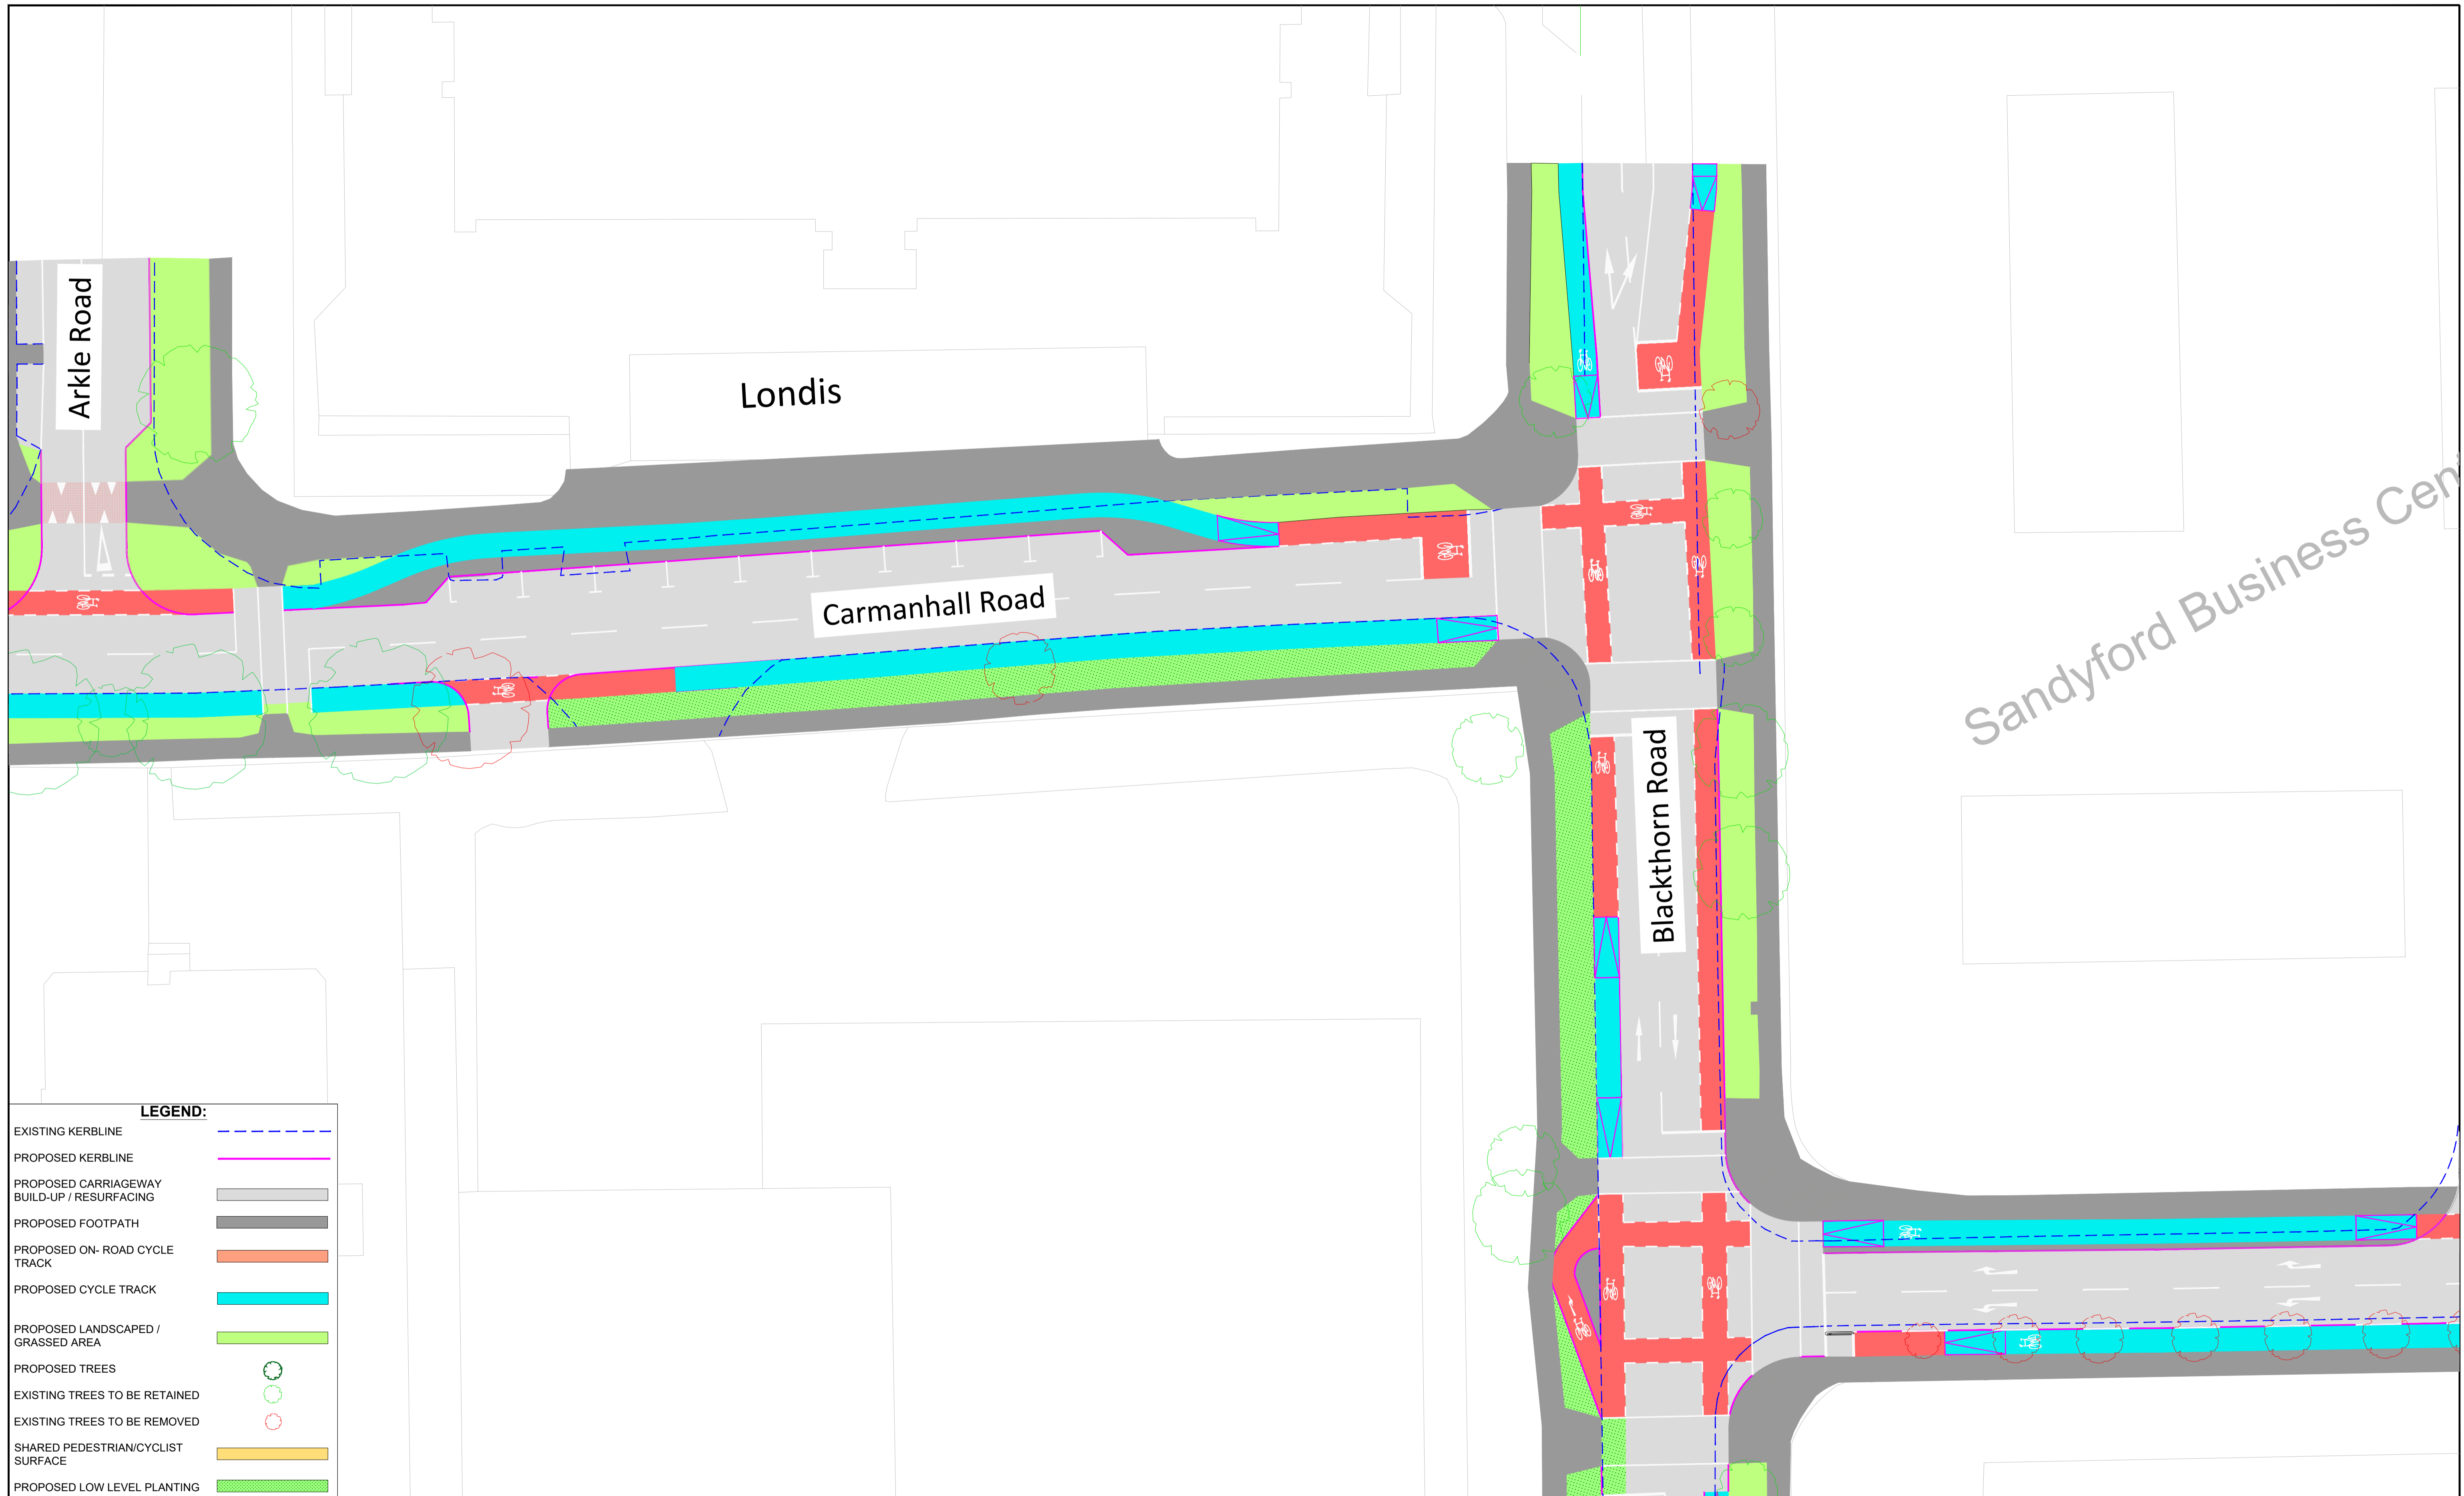 Arkle Road
Londis
Carmanhall Road
Blackthorn Road
Sandyford Business Cen
LEGEND:
EXISTING KERBLINE
PROPOSED KERBLINE
PROPOSED CARRIAGEWAY
BUILD-UP / RESURFACING
PROPOSED FOOTPATH
PROPOSED ON- ROAD CYCLE
TRACK
PROPOSED CYCLE TRACK
PROPOSED LANDSCAPED /
GRASSED AREA
PROPOSED TREES
EXISTING TREES TO BE RETAINED
EXISTING TREES TO BE REMOVED
SHARED PEDESTRIAN/CYCLIST
SURFACE
PROPOSED LOW LEVEL PLANTING